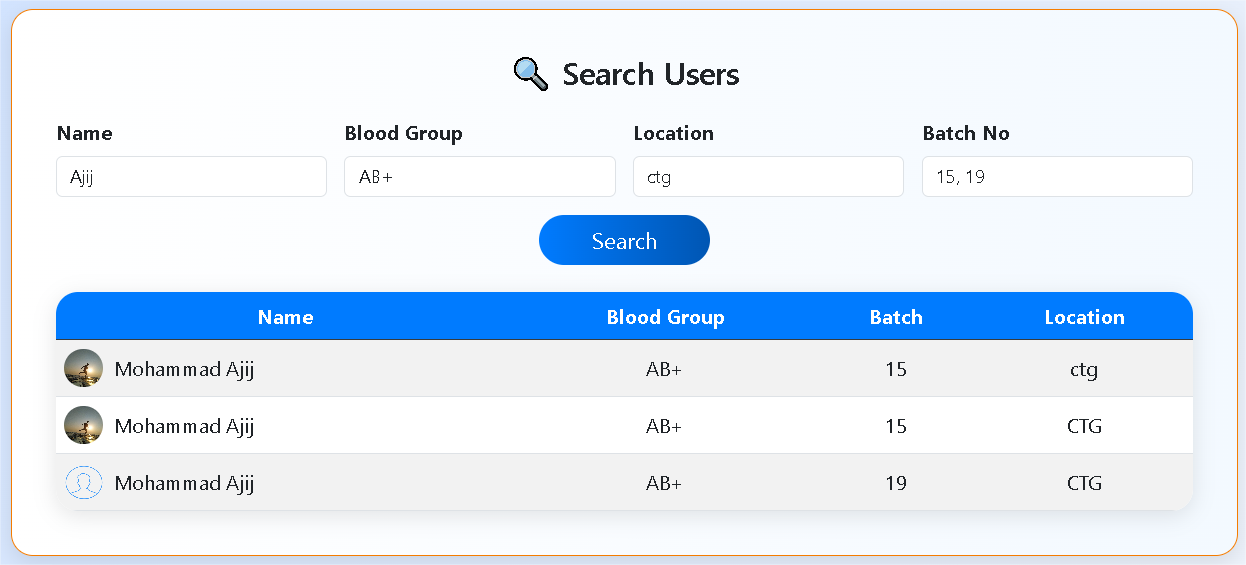 Search Users
Name Blood Group Location Batch No
Ajij AB+ ctg 15, 19
Search
Name Blood Group Batch Location
Mohammad Ajij AB+ 15 ctg
Mohammad Ajij AB+ 15 CTG
Mohammad Ajij AB+ 19 CTG